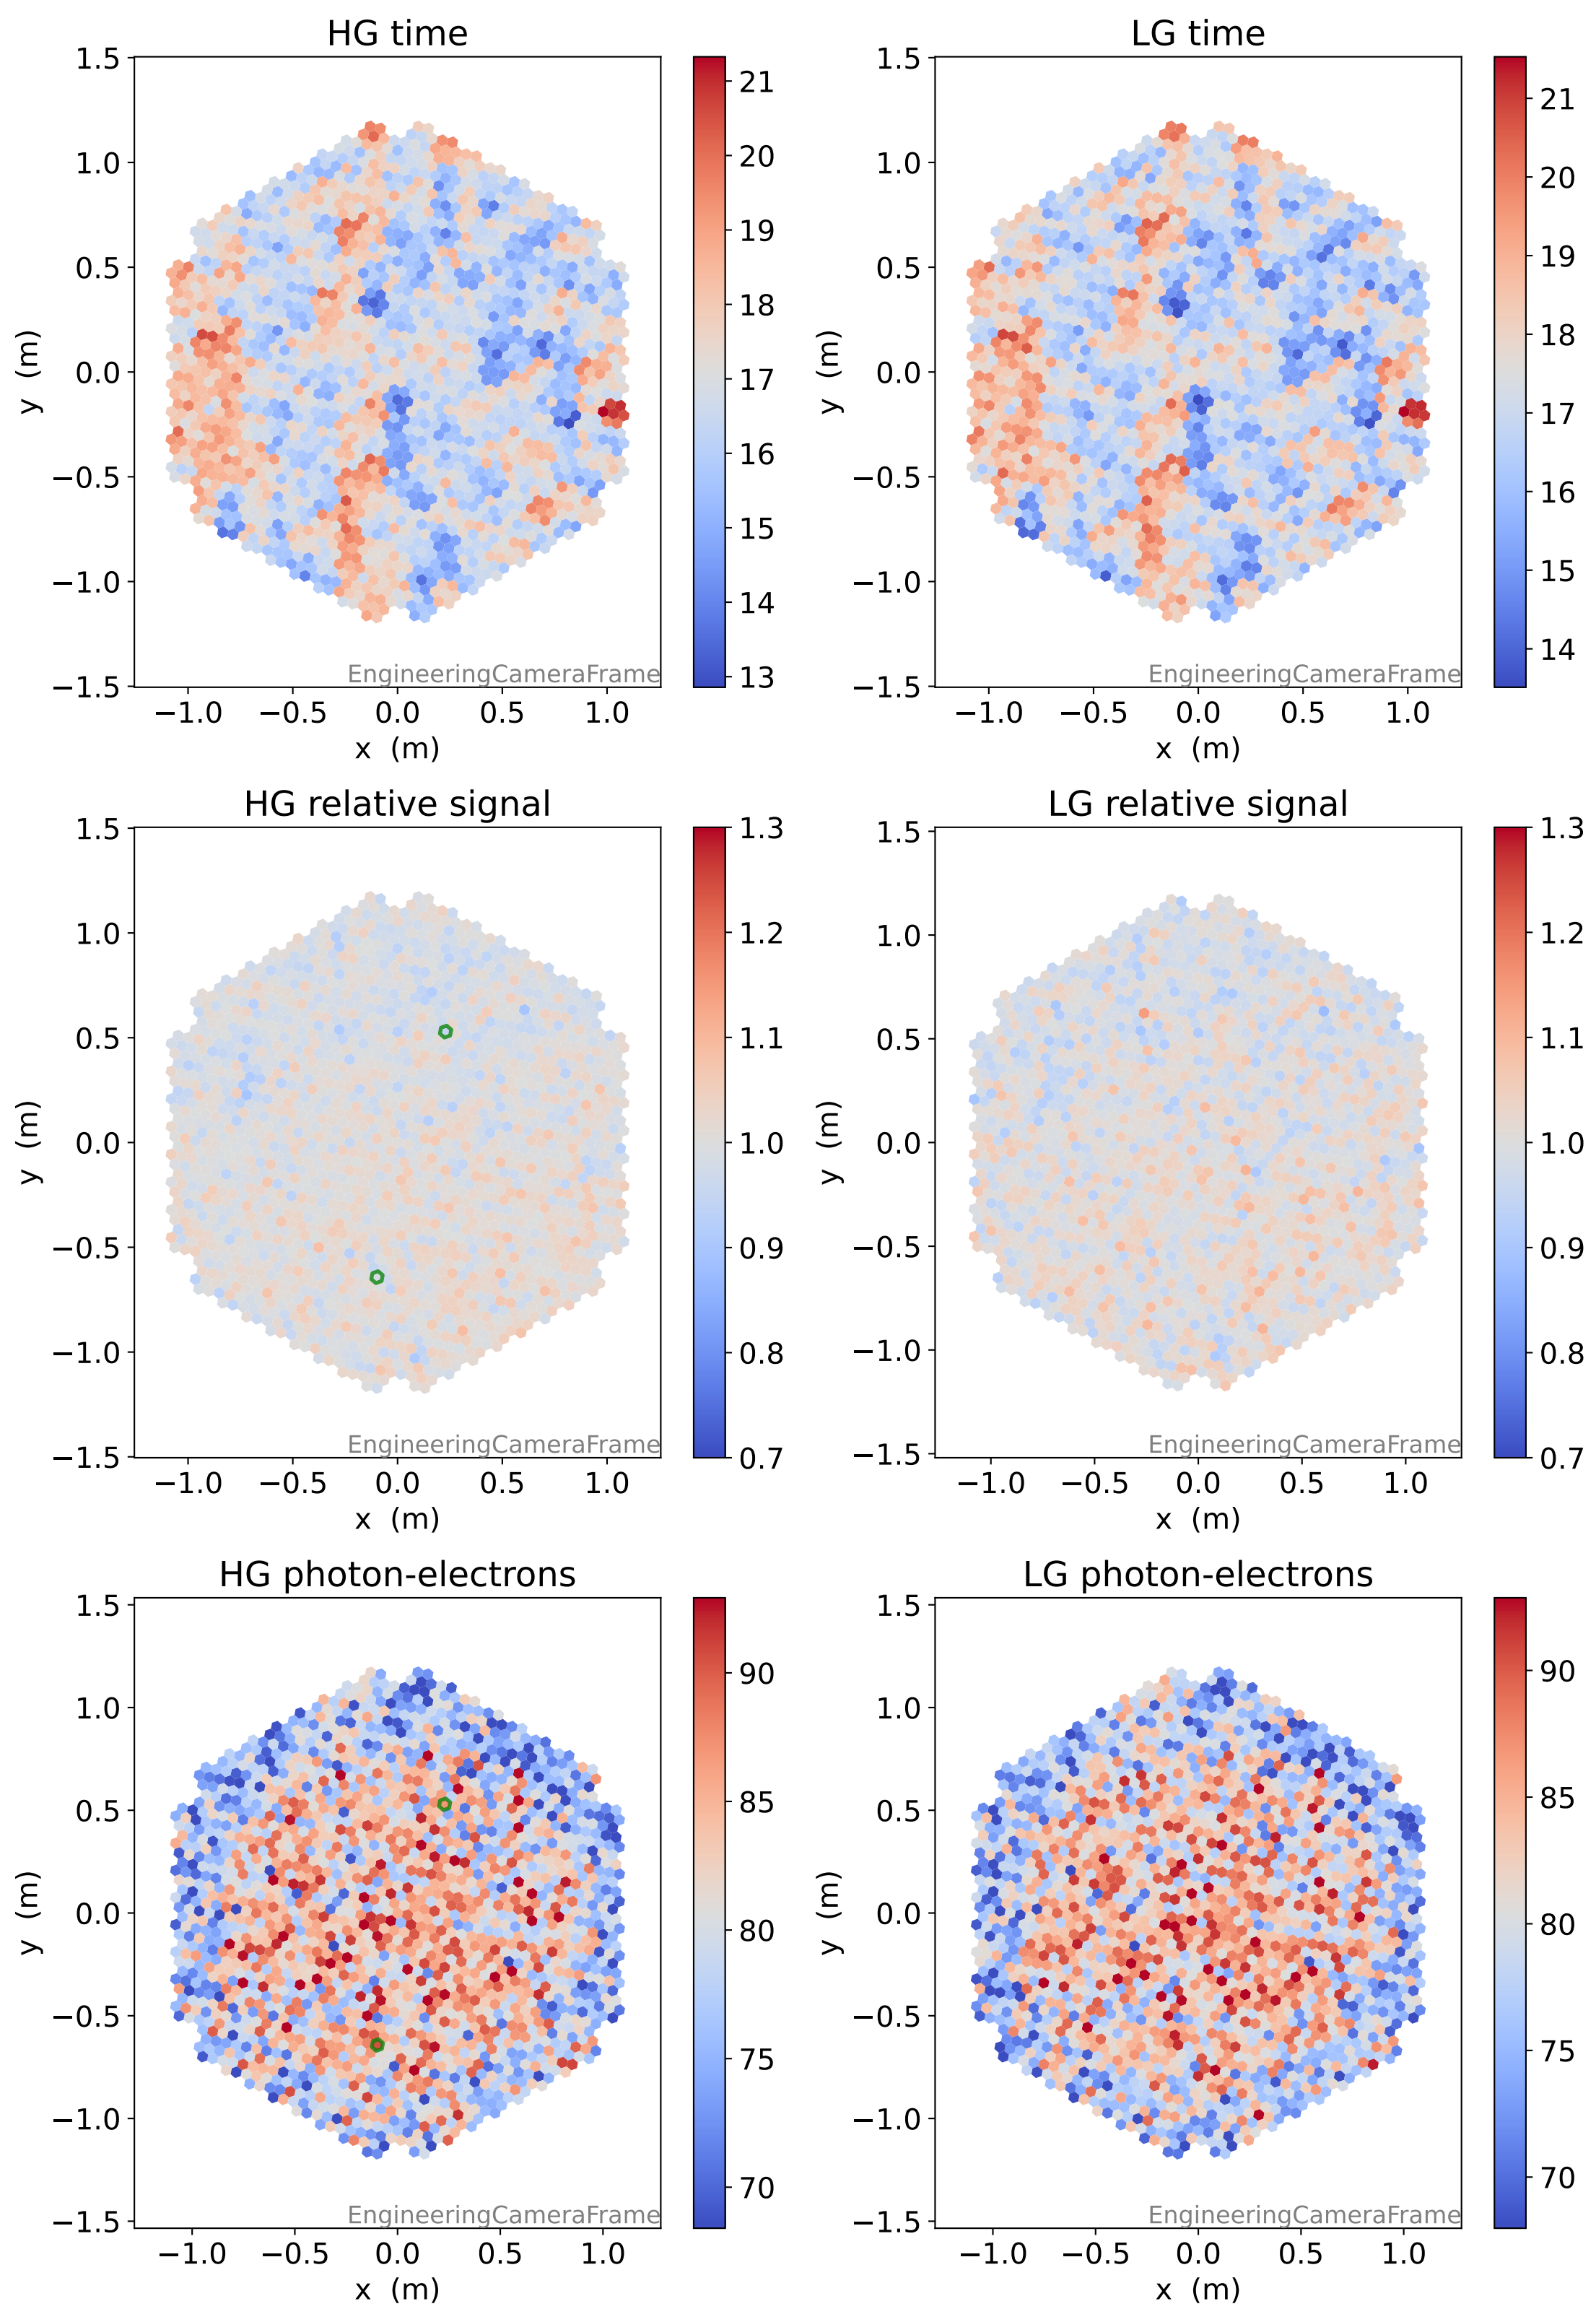 HG time
LG time
1.5
1.0
0.5
0.0
−0.5
−1.0
−1.5
y (m)
−1.0 −0.5 0.0 0.5 1.0
x (m)
EngineeringCameraFrame
21
20
19
18
17
16
15
14
13
1.5
1.0
0.5
0.0
−0.5
−1.0
−1.5
y (m)
−1.0 −0.5 0.0 0.5 1.0
x (m)
EngineeringCameraFrame
21
20
19
18
17
16
15
14
HG relative signal
LG relative signal
1.5
1.0
0.5
0.0
−0.5
−1.0
−1.5
y (m)
−1.0 −0.5 0.0 0.5 1.0
x (m)
EngineeringCameraFrame
1.3
1.2
1.1
1.0
0.9
0.8
0.7
1.5
1.0
0.5
0.0
−0.5
−1.0
−1.5
y (m)
−1.0 −0.5 0.0 0.5 1.0
x (m)
EngineeringCameraFrame
1.3
1.2
1.1
1.0
0.9
0.8
0.7
HG photon-electrons
LG photon-electrons
1.5
1.0
0.5
0.0
−0.5
−1.0
−1.5
y (m)
−1.0 −0.5 0.0 0.5 1.0
x (m)
EngineeringCameraFrame
90
85
80
75
70
1.5
1.0
0.5
0.0
−0.5
−1.0
−1.5
y (m)
−1.0 −0.5 0.0 0.5 1.0
x (m)
EngineeringCameraFrame
90
85
80
75
70